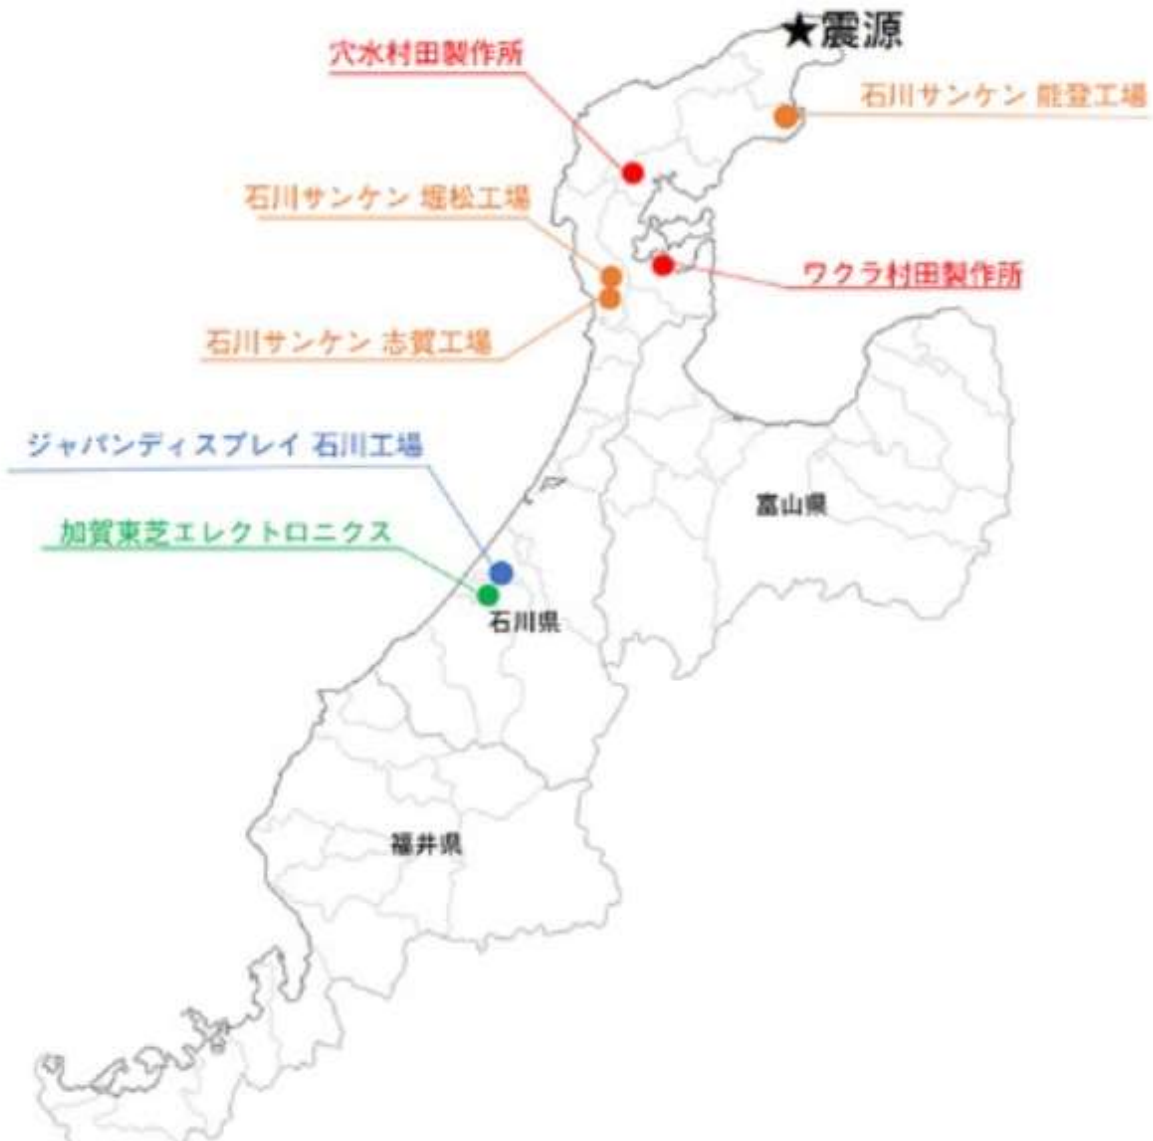 ★震源
穴水村田製作所
石川サンケン 能登工場
石川サンケン 堀松工場
ワクラ村田製作所
石川サンケン 志賀工場
ジャパンディスプレイ 石川工場
富山県
加賀東芝エレクトロニクス
石川県
福井県